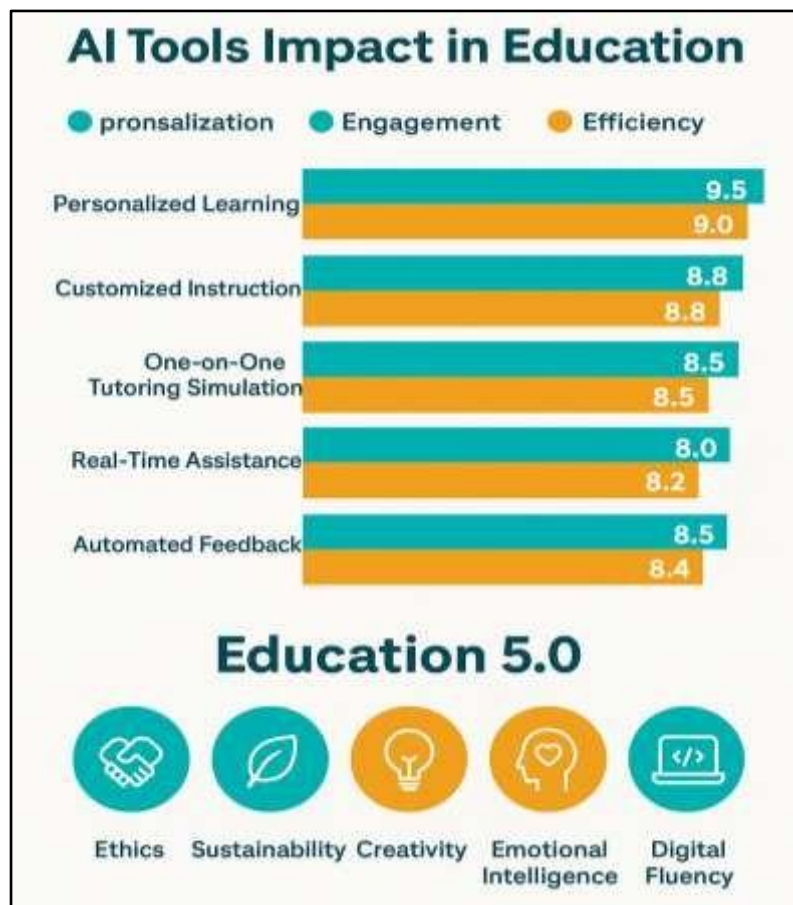 AI Tools Impact in Education
pronsalization Engagement Efficiency
Personalized Learning
9.5
9.0
Customized Instruction
8.8
8.8
One-on-One
Tutoring Simulation
8.5
8.5
Real-Time Assistance
8.0
8.2
Automated Feedback
8.5
8.4
Education 5.0
</>
Ethics Sustainability Creativity Emotional Digital
Intelligence Fluency